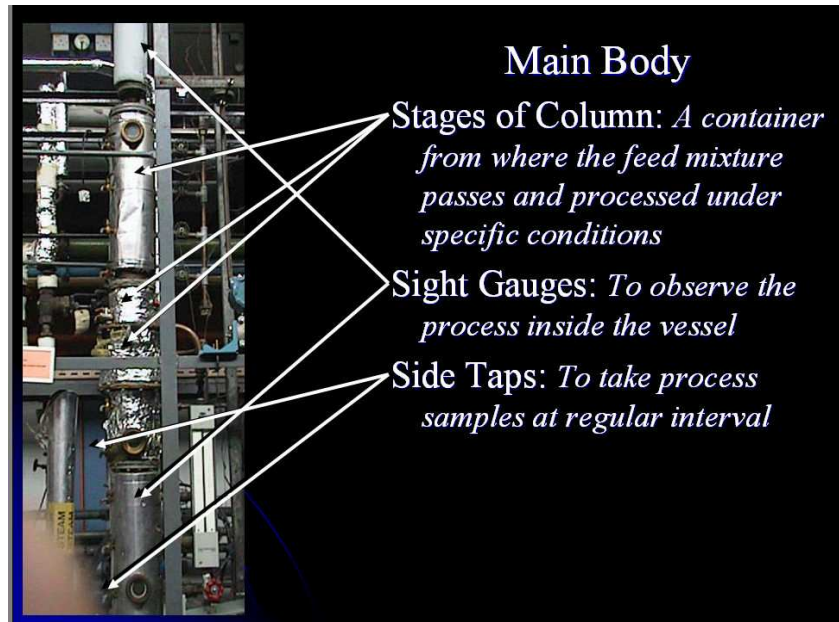 Main Body
Stages of Column: A container
from where the feed mixture
passes and processed under
specific conditions
Sight Gauges: To observe the
process inside the vessel
Side Taps: To take process
samples at regular interval
STEAM